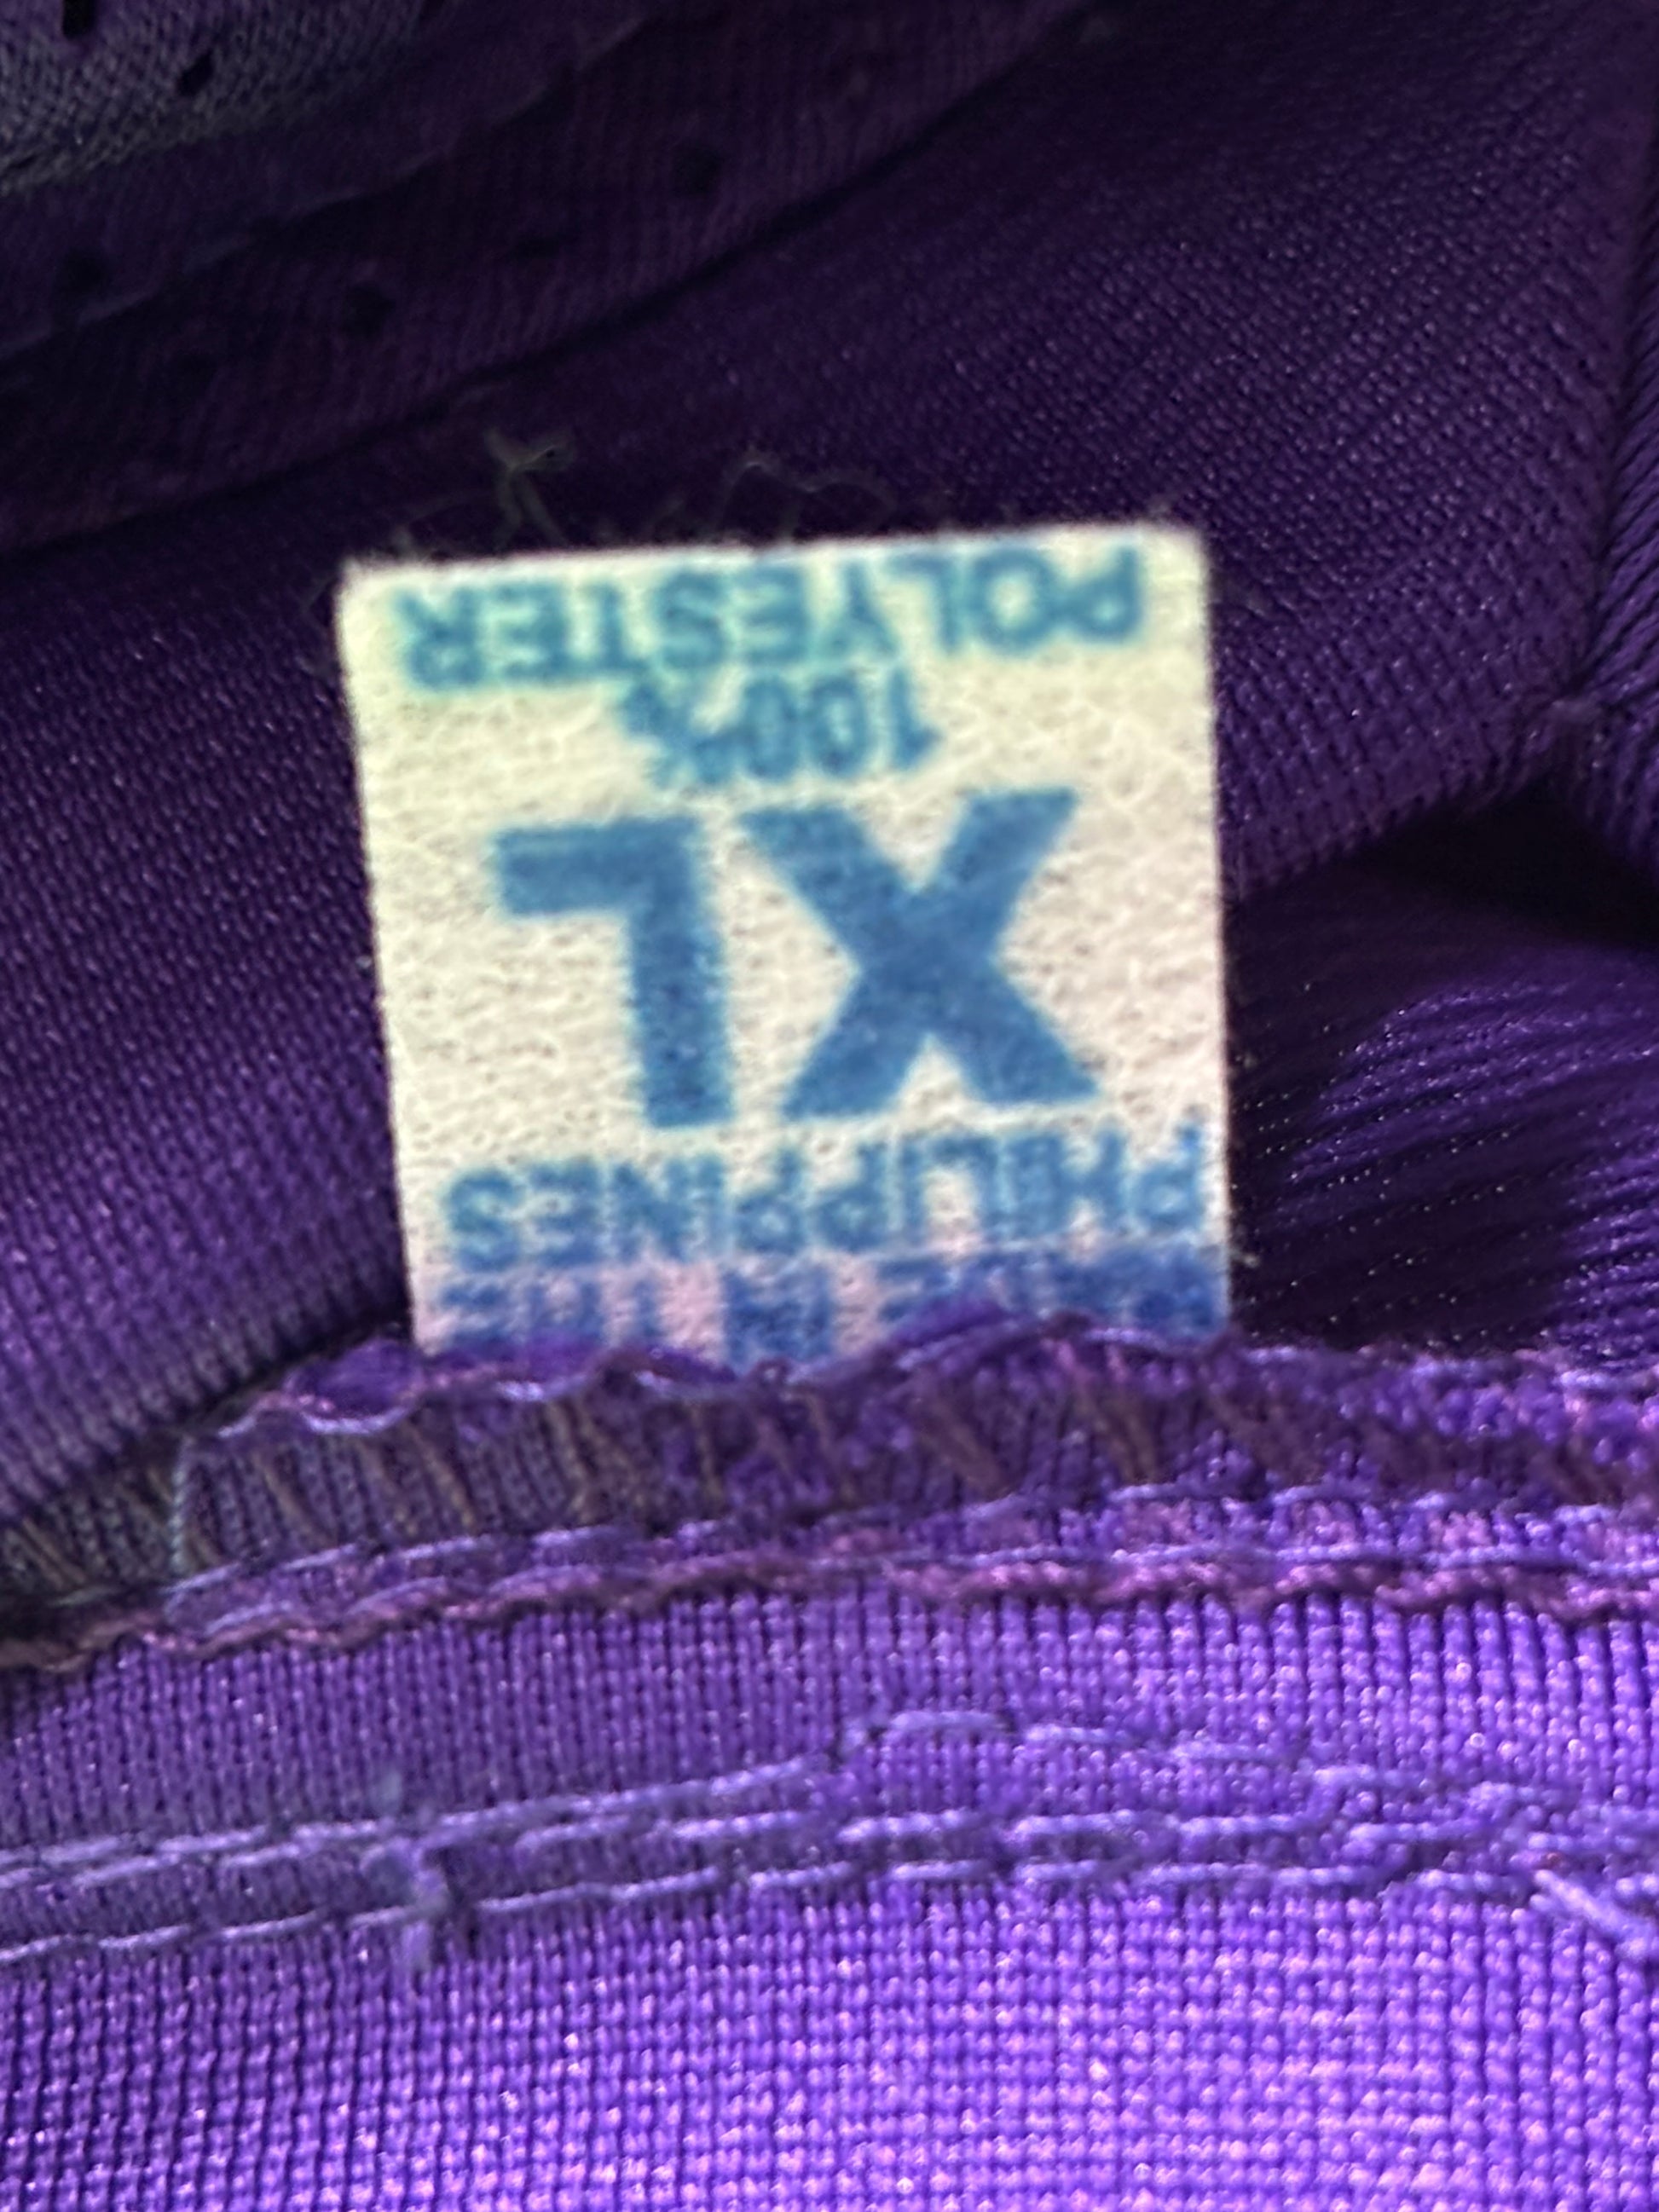 PHILIPPINES
XL
100%
POLYESTER